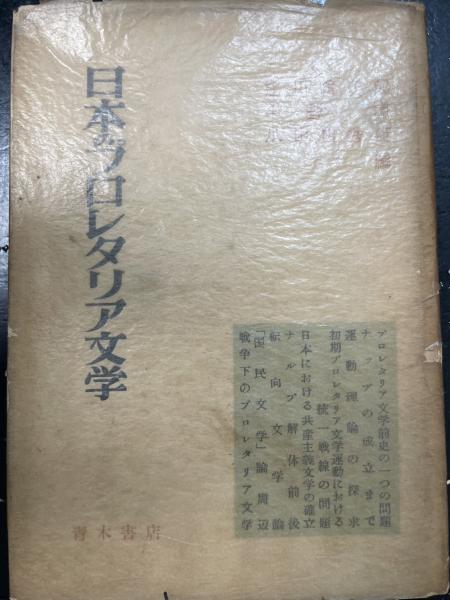 日本のプロレタリア文学
プロレタリア文学前史の一つの問題
ナップの成立まで
運動理論の探求
初期プロレタリア文学運動における
統一戦線の問題
日本における共産主義文学の確立
ナルプ解体前後
転向文学論
「国民文学」論周辺
戦争下のプロレタリア文学
青木書店